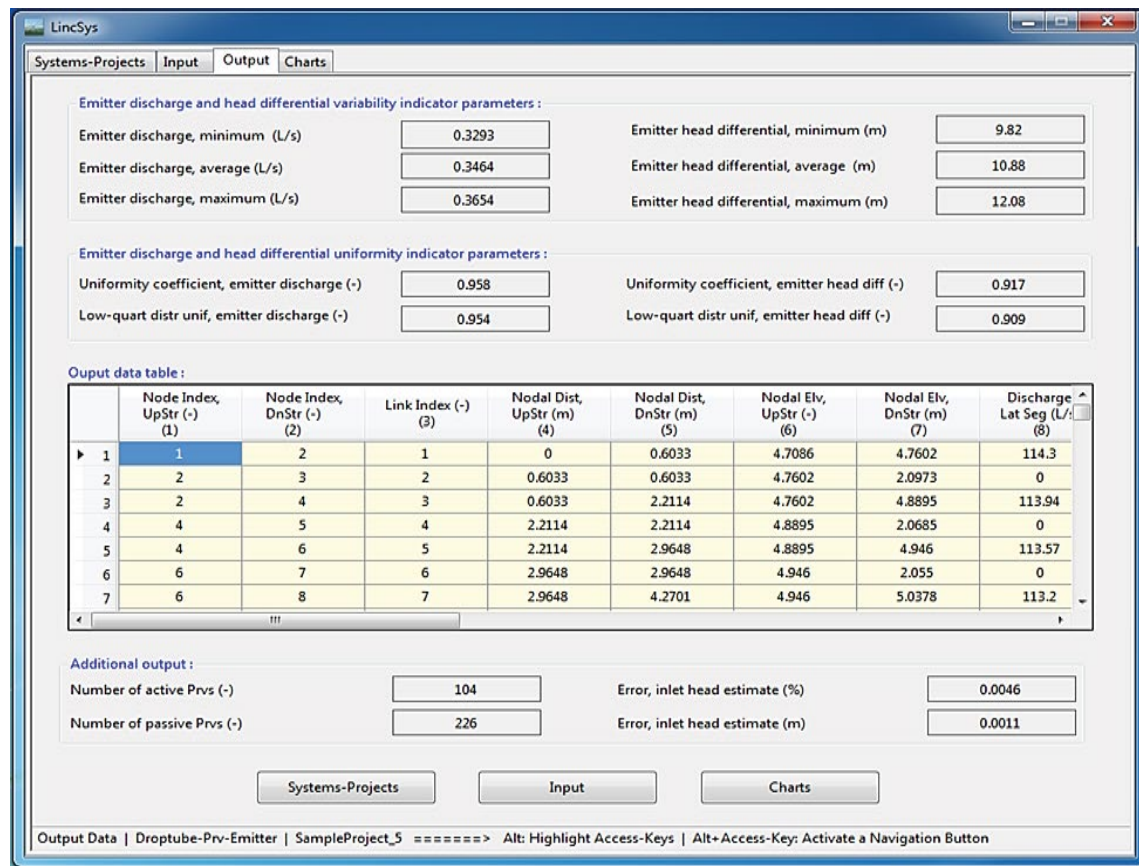 LincSys
Systems-Projects Input Output Charts
Emitter discharge and head differential variability indicator parameters :
Emitter discharge, minimum (L/s) 0.3293 Emitter head differential, minimum (m) 9.82
Emitter discharge, average (L/s) 0.3464 Emitter head differential, average (m) 10.88
Emitter discharge, maximum (L/s) 0.3654 Emitter head differential, maximum (m) 12.08
Emitter discharge and head differential uniformity indicator parameters :
Uniformity coefficient, emitter discharge (-) 0.958 Uniformity coefficient, emitter head diff (-) 0.917
Low-quart distr unif, emitter discharge (-) 0.954 Low-quart distr unif, emitter head diff (-) 0.909
Ouput data table :
Node Index, Node Index, Link Index (-) Nodal Dist, Nodal Dist, Nodal Elv, Nodal Elv, Discharge
UpStr (-) DnStr (-) (3) UpStr (m) DnStr (m) UpStr (-) DnStr (m) Lat Seg (L/s
(1) (2) (4) (5) (6) (7) (8)
1 1 2 1 0 0.6033 4.7086 4.7602 114.3
2 2 3 2 0.6033 0.6033 4.7602 2.0973 0
3 2 4 3 0.6033 2.2114 4.7602 4.8895 113.94
4 4 5 4 2.2114 2.2114 4.8895 2.0685 0
5 4 6 5 2.2114 2.9648 4.8895 4.946 113.57
6 6 7 6 2.9648 2.9648 4.946 2.055 0
7 6 8 7 2.9648 4.2701 4.946 5.0378 113.2
Additional output :
Number of active Prvs (-) 104 Error, inlet head estimate (%) 0.0046
Number of passive Prvs (-) 226 Error, inlet head estimate (m) 0.0011
Systems-Projects Input Charts
Output Data | Droptube-Prv-Emitter | SampleProject_5 =======> Alt: Highlight Access-Keys | Alt+Access-Key: Activate a Navigation Button